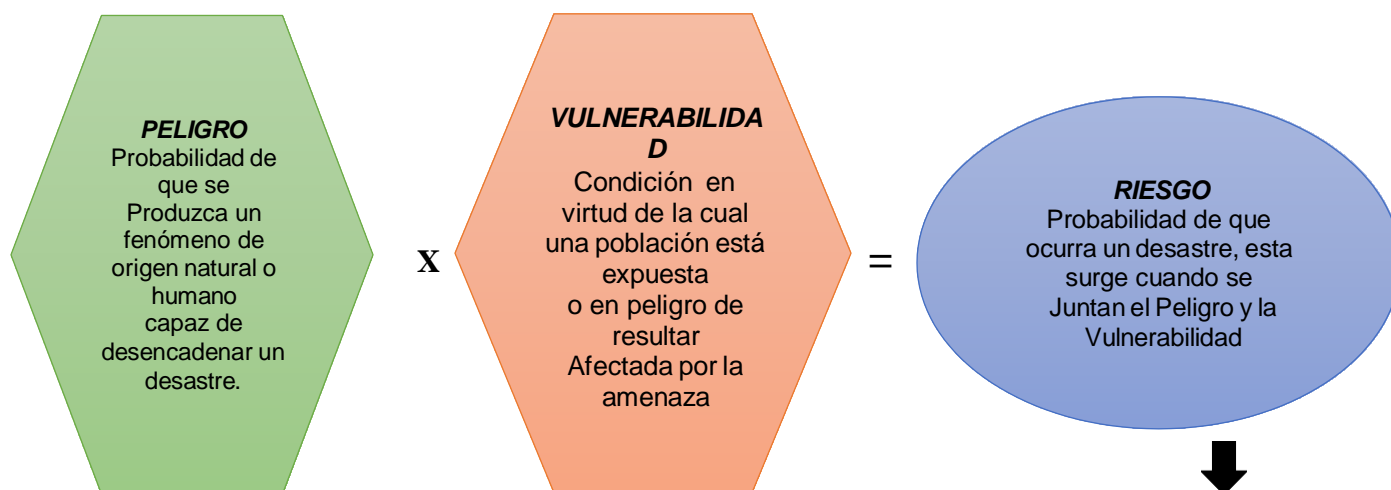 PELIGRO
Probabilidad de
que se
Produzca un
fenómeno de
origen natural o
humano
capaz de
desencadenar un
desastre.
X
VULNERABILIDA
D
Condición en
virtud de la cual
una población está
expuesta
o en peligro de
resultar
Afectada por la
amenaza
=
RIESGO
Probabilidad de que
ocurra un desastre, esta
surge cuando se
Juntan el Peligro y la
Vulnerabilidad